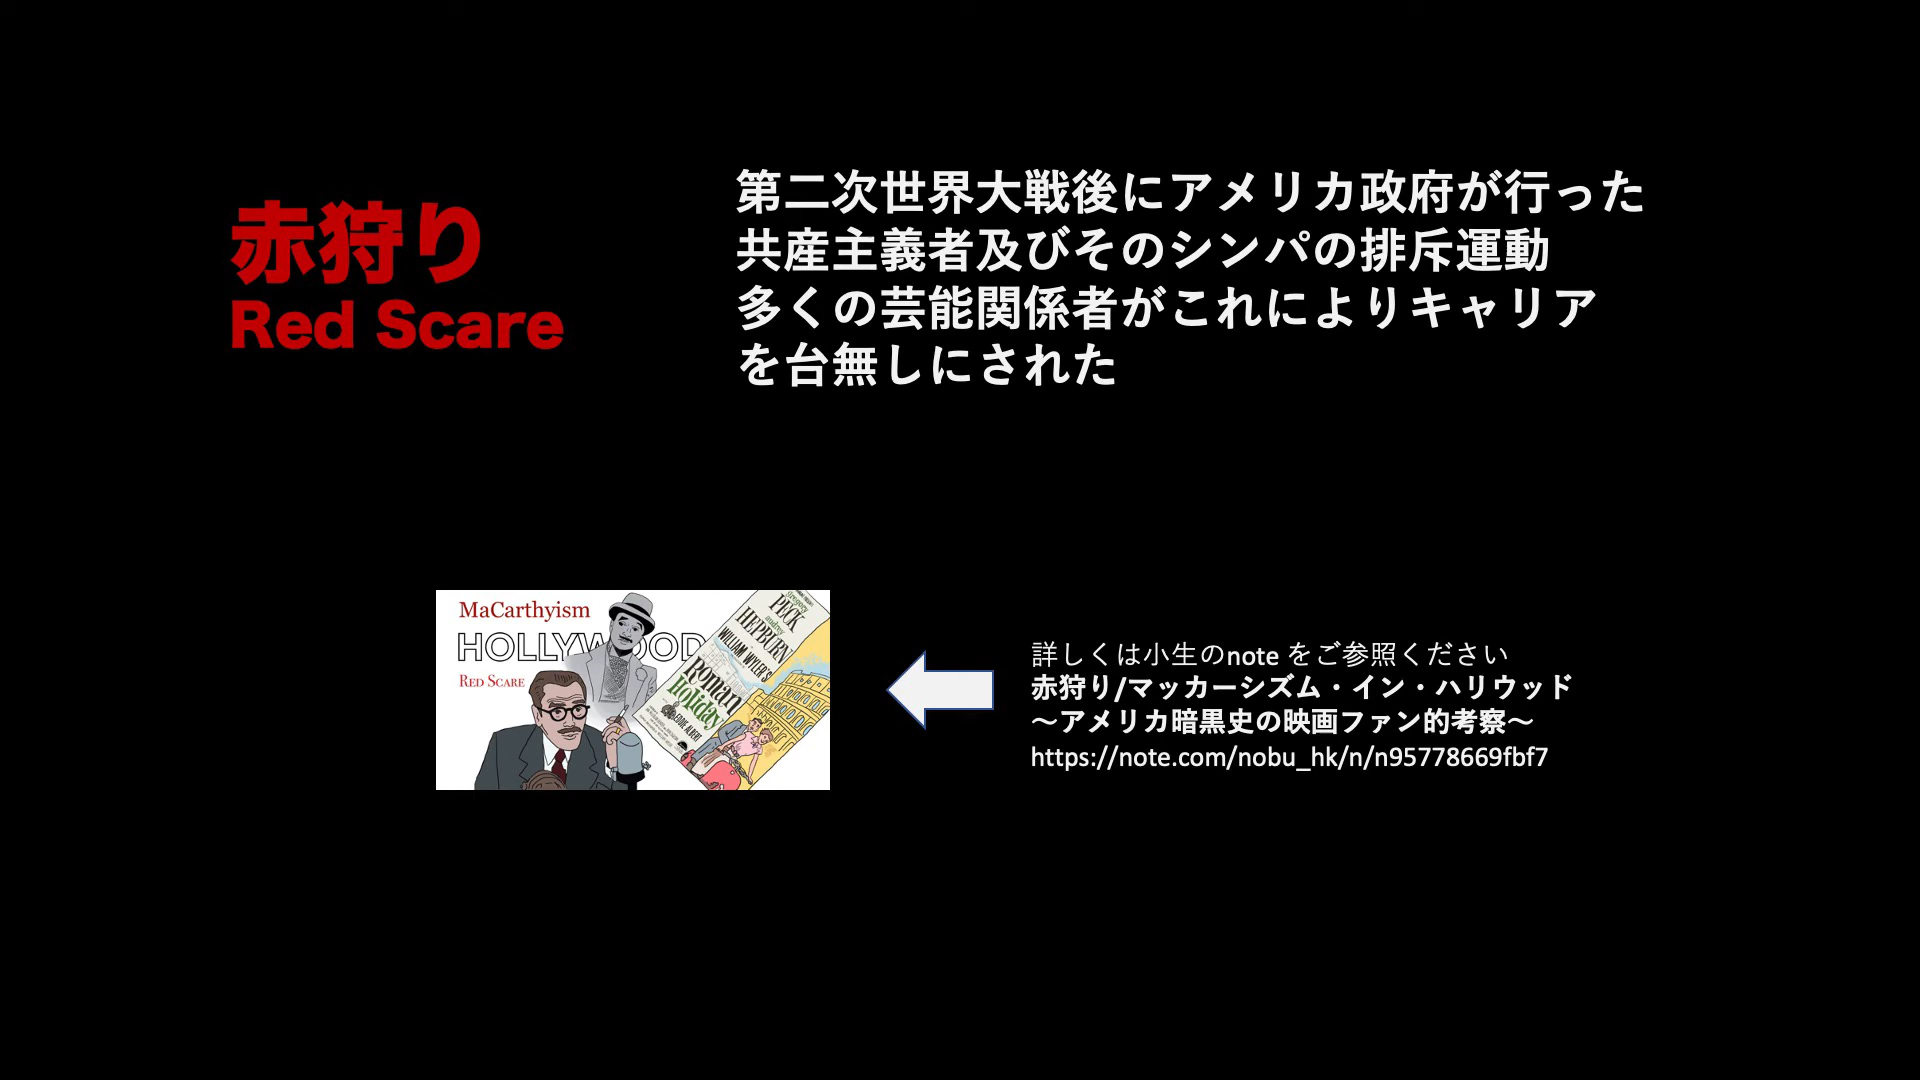 赤狩り
Red Scare
第二次世界大戦後にアメリカ政府が行った
共産主義者及びそのシンパの排斥運動
多くの芸能関係者がこれによりキャリア
を台無しにされた
MaCarthyism
HOLLYWOOD
RED SCARE
gregory
PECK
audrey
HEPBURN
WILLIAM WYLER'S
Roman
holiday
EDDIE ALBERT
詳しくは小生のnote をご参照ください
赤狩り/マッカーシズム・イン・ハリウッド
〜アメリカ暗黒史の映画ファン的考察〜
https://note.com/nobu_hk/n/n95778669fbf7